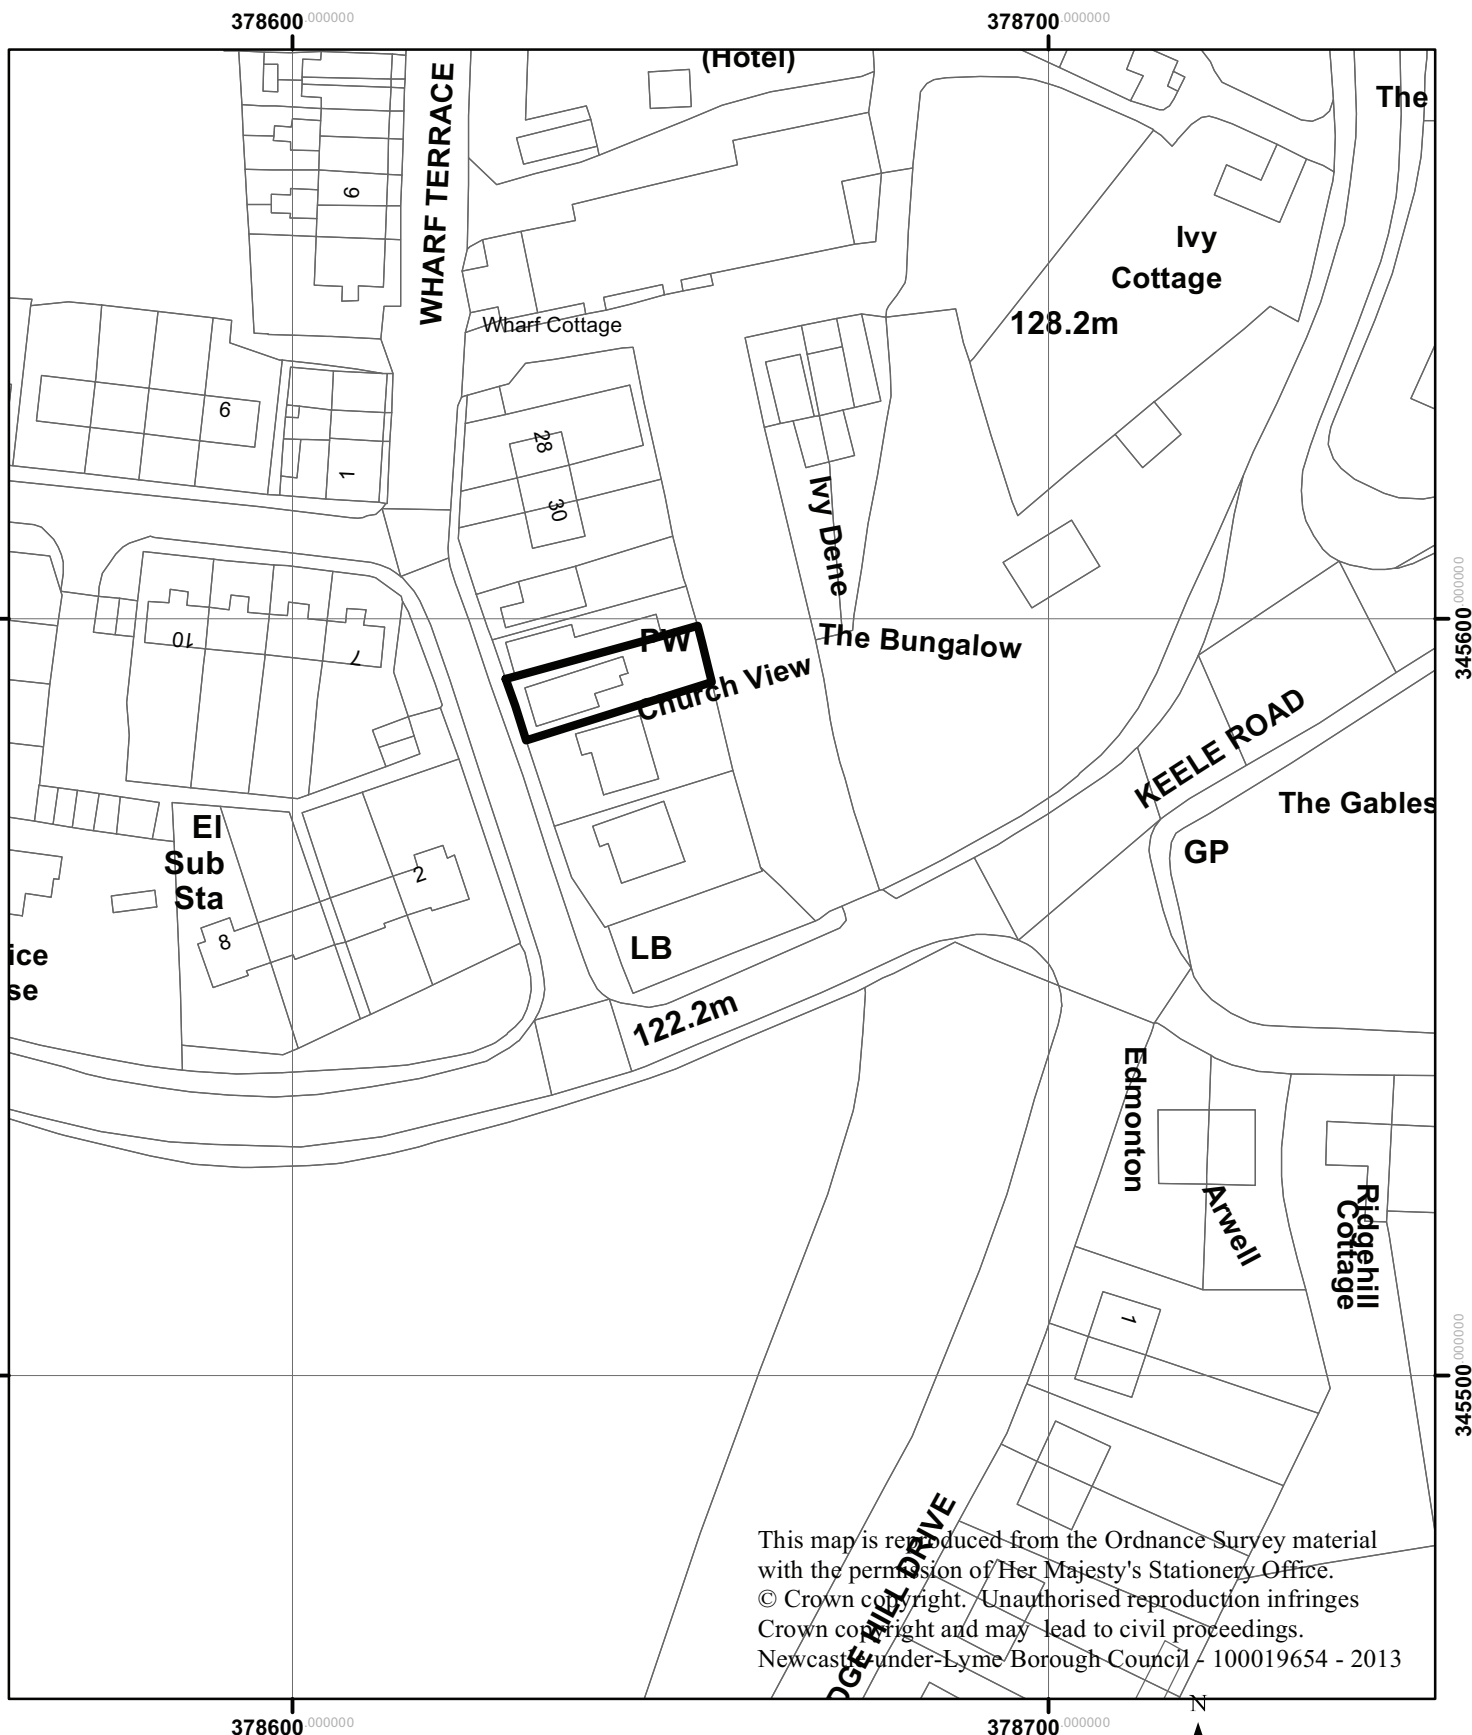 378600.000000
378700.000000
(Hotel)
The
WHARF TERRACE
9
Ivy
Cottage
128.2m
Wharf Cottage
9
1
28
30
Ivy Dene
345600.000000
10
7
PW
The Bungalow
Church View
KEELE ROAD
The Gables
GP
El
Sub
Sta
2
8
LB
ice
se
122.2m
Edmonton
Arwell
Ridgehill
Cottage
1
345500.000000
DGE HILL DRIVE
This map is reproduced from the Ordnance Survey material
with the permission of Her Majesty's Stationery Office.
© Crown copyright. Unauthorised reproduction infringes
Crown copyright and may lead to civil proceedings.
Newcastle-under-Lyme Borough Council - 100019654 - 2013
N
378600.000000
378700.000000